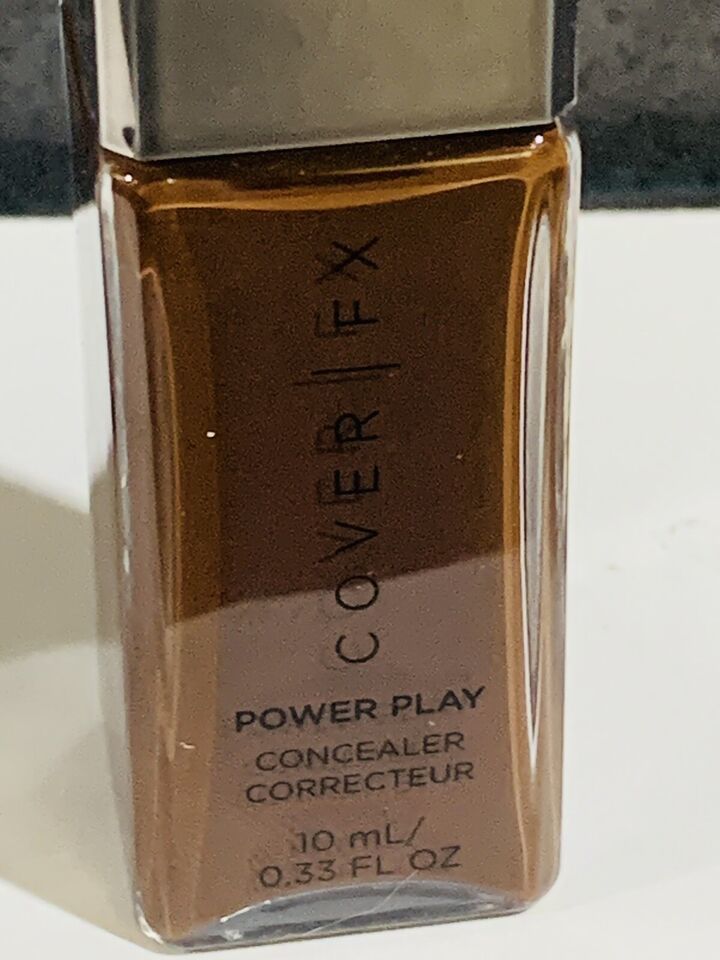 COVER|FX
POWER PLAY
CONCEALER
CORRECTEUR
10 mL/
0.33 FL OZ